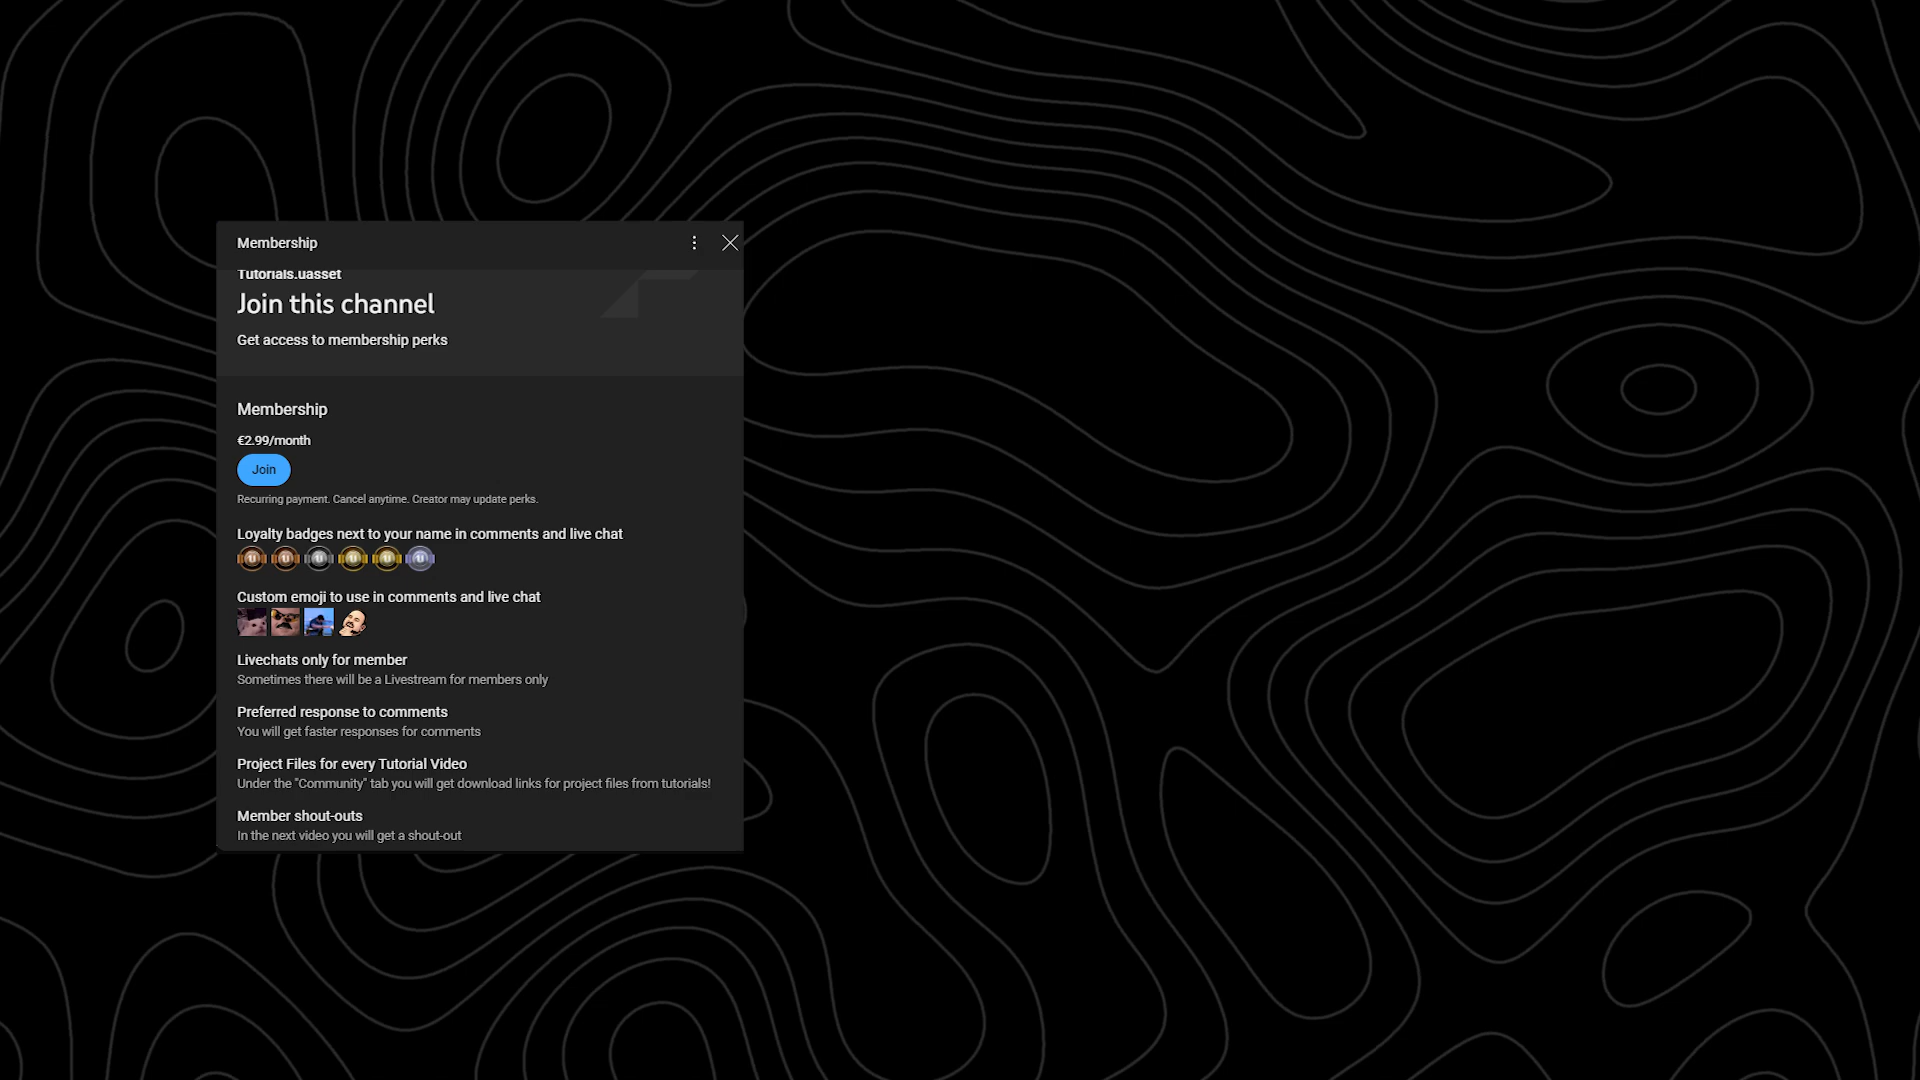 Membership
Tutorials.uasset
Join this channel
Get access to membership perks
Membership
€2.99/month
Join
Recurring payment. Cancel anytime. Creator may update perks.
Loyalty badges next to your name in comments and live chat
Custom emoji to use in comments and live chat
Livechats only for member
Sometimes there will be a Livestream for members only
Preferred response to comments
You will get faster responses for comments
Project Files for every Tutorial Video
Under the "Community" tab you will get download links for project files from tutorials!
Member shout-outs
In the next video you will get a shout-out